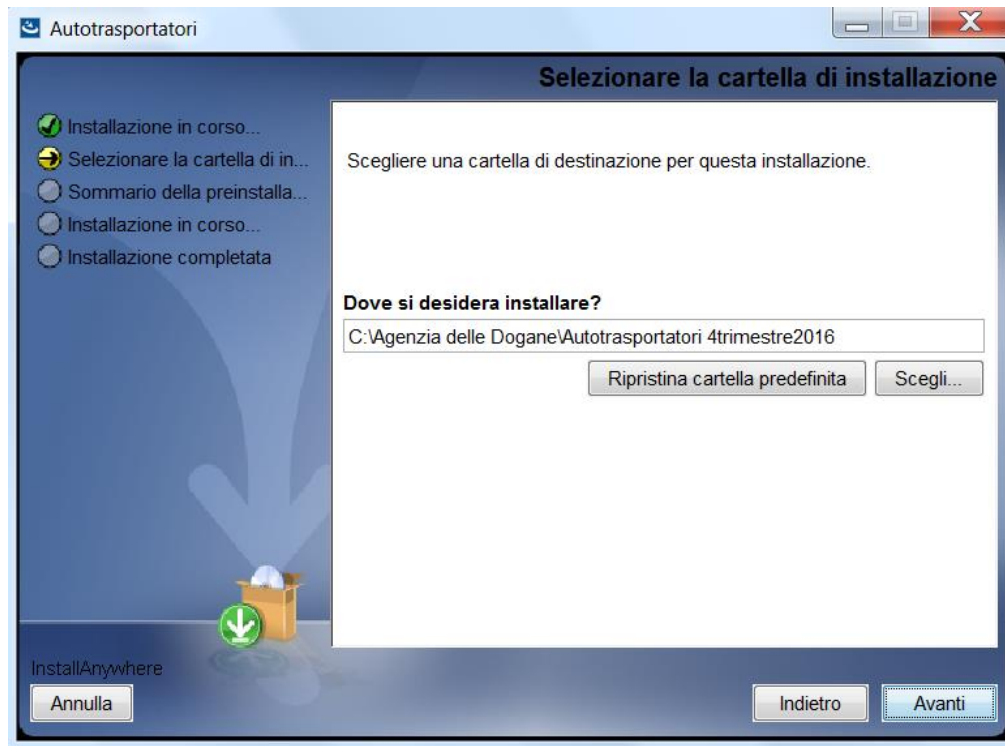 Autotrasportatori
Selezionare la cartella di installazione
Installazione in corso...
Selezionare la cartella di in...
Sommario della preinstalla...
Installazione in corso...
Installazione completata
Scegliere una cartella di destinazione per questa installazione.
Dove si desidera installare?
C:\Agenzia delle Dogane\Autotrasportatori 4trimestre2016
Ripristina cartella predefinita
Scegli...
InstallAnywhere
Annulla
Indietro
Avanti